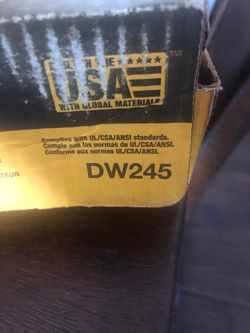 USA
WITH GLOBAL MATERIALS
Complies with UL/CSA/ANSI standards.
Cumple con las normas de UL/CSA/ANSI.
Conforme aux normes UL/CSA/ANSI.
ATEUR
DW245